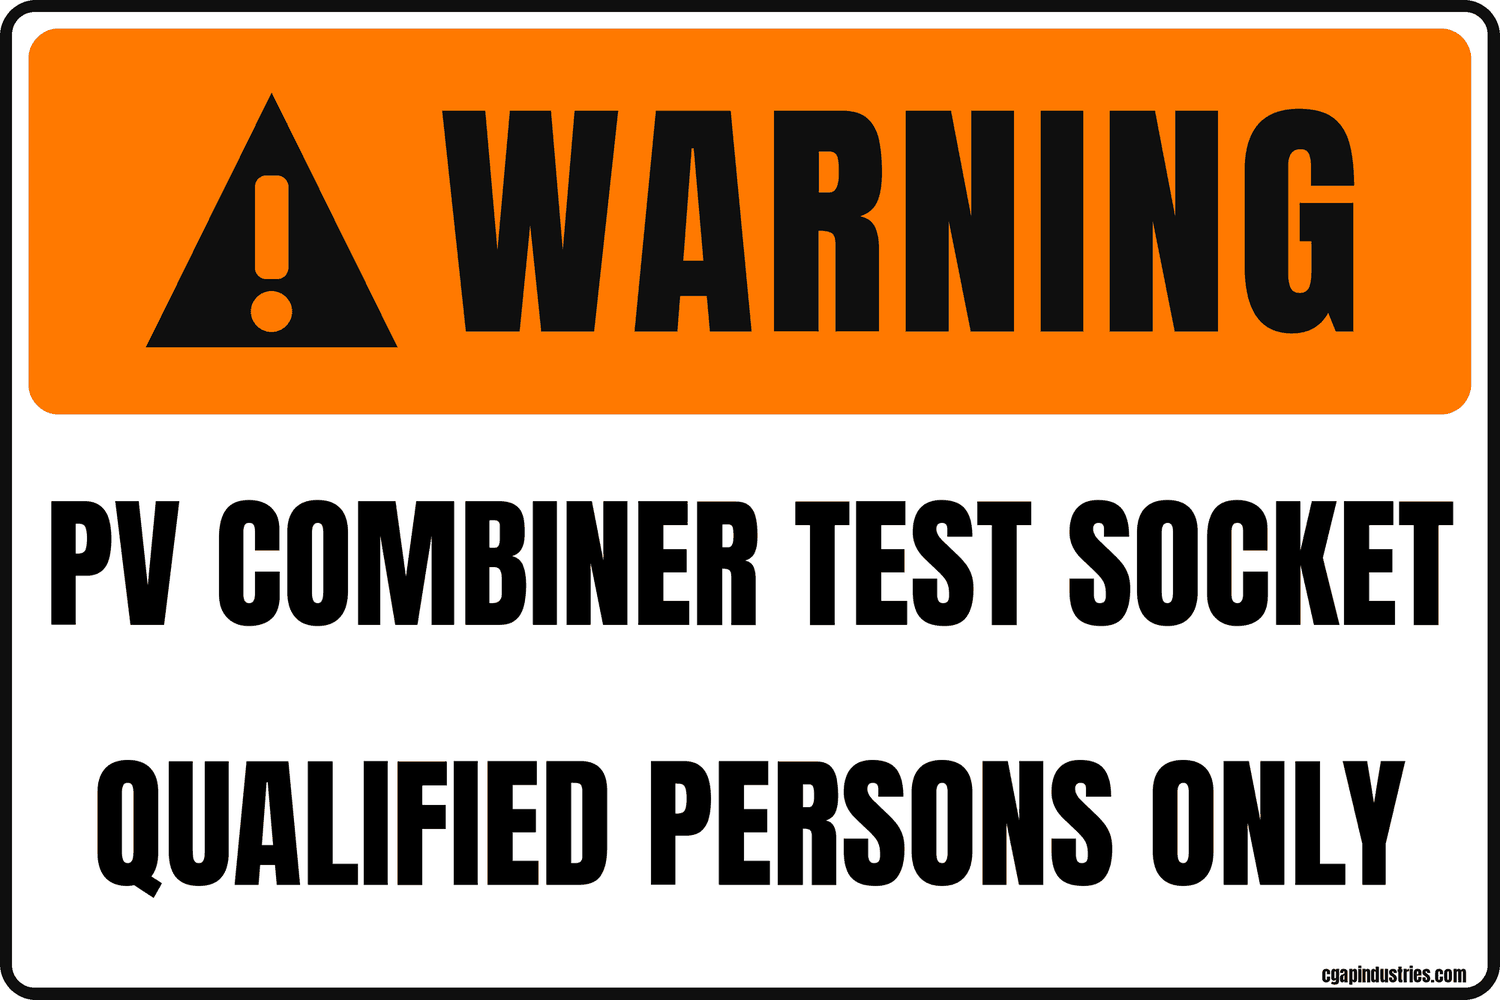 WARNING
PV COMBINER TEST SOCKET
QUALIFIED PERSONS ONLY
cgapindustries.com